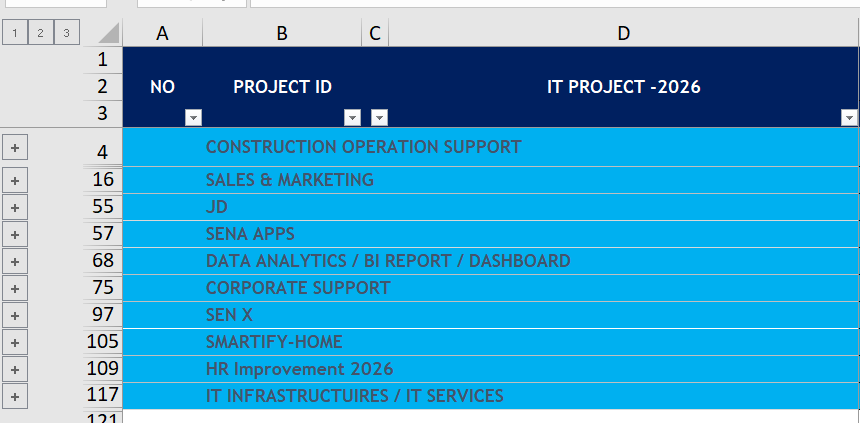 1 2 3 A B C D
1
2 NO PROJECT ID IT PROJECT -2026
3
4 CONSTRUCTION OPERATION SUPPORT
16 SALES & MARKETING
55 JD
57 SENA APPS
68 DATA ANALYTICS / BI REPORT / DASHBOARD
75 CORPORATE SUPPORT
97 SEN X
105 SMARTIFY-HOME
109 HR Improvement 2026
117 IT INFRASTRUCTUIRES / IT SERVICES
121